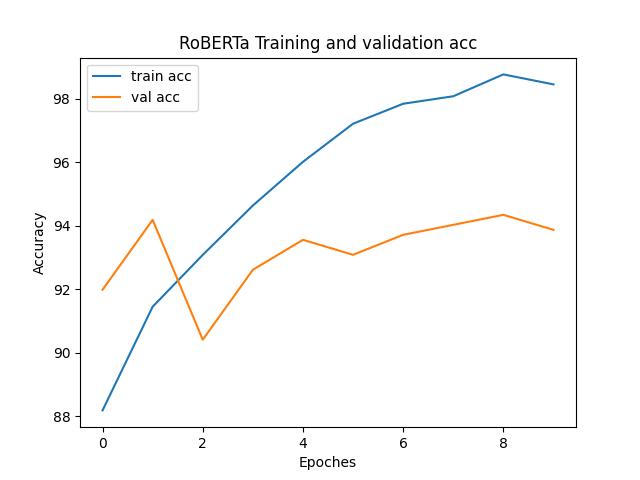 RoBERTa Training and validation acc
train acc
val acc
98
96
94
92
90
88
Accuracy
0 2 4 6 8
Epoches